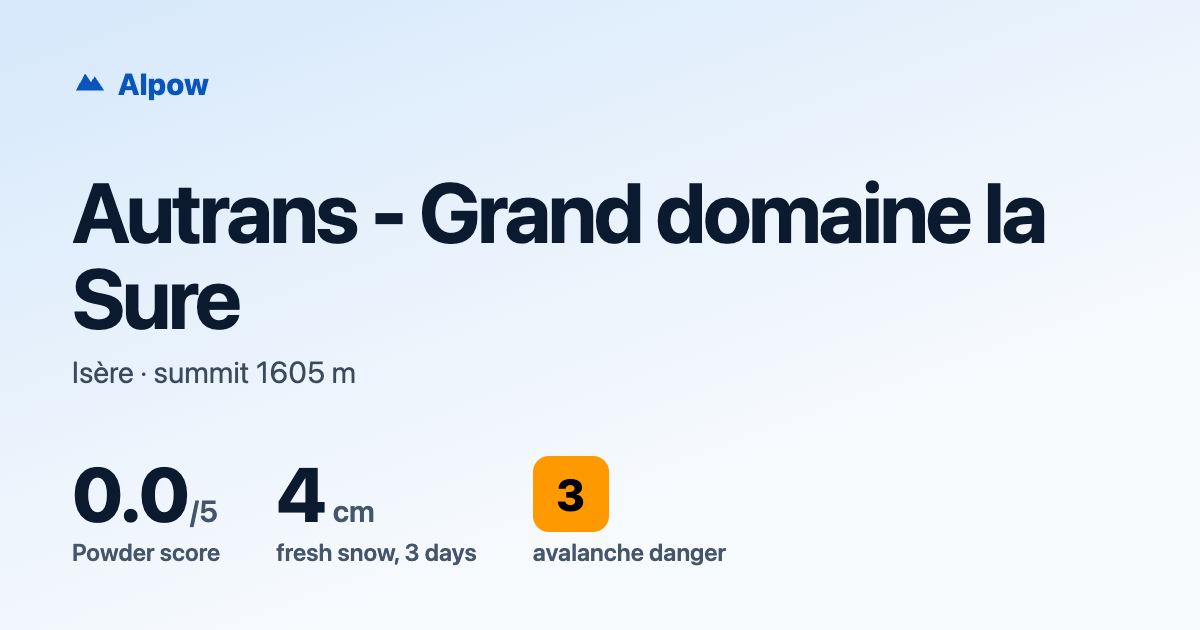 Alpow
Autrans - Grand domaine la
Sure
Isère · summit 1605 m
0.0/5
4 cm
3
Powder score
fresh snow, 3 days
avalanche danger